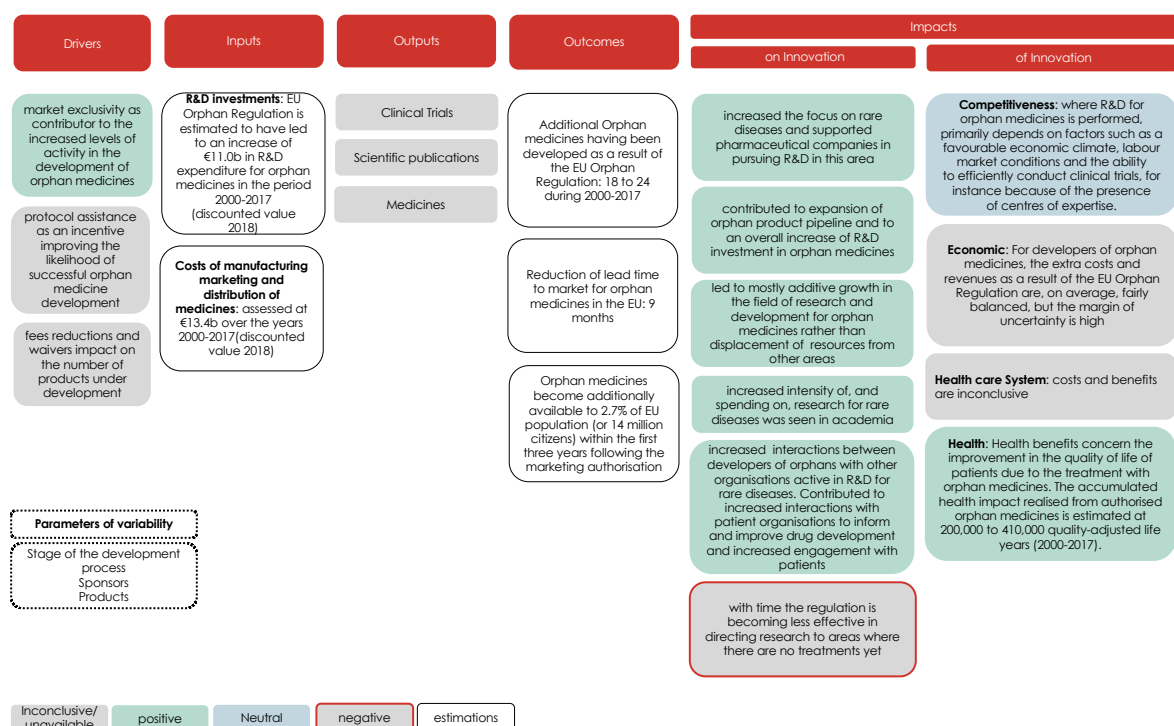 Drivers
Inputs
Outputs
Outcomes
Impacts
on Innovation
of Innovation
market exclusivity as
contributor to the
increased levels of
activity in the
development of
orphan medicines
protocol assistance
as an incentive
improving the
likelihood of
successful orphan
medicine
development
fees reductions and
waivers impact on
the number of
products under
development
R&D investments: EU
Orphan Regulation is
estimated to have led
to an increase of
€11.0b in R&D
expenditure for orphan
medicines in the period
2000-2017
(discounted value
2018)
Costs of manufacturing
marketing and
distribution of
medicines: assessed at
€13.4b over the years
2000-2017(discounted
value 2018)
Clinical Trials
Scientific publications
Medicines
Additional Orphan
medicines having been
developed as a result of
the EU Orphan
Regulation: 18 to 24
during 2000-2017
Reduction of lead time
to market for orphan
medicines in the EU: 9
months
Orphan medicines
become additionally
available to 2.7% of EU
population (or 14 million
citizens) within the first
three years following the
marketing authorisation
increased the focus on rare
diseases and supported
pharmaceutical companies in
pursuing R&D in this area
contributed to expansion of
orphan product pipeline and to
an overall increase of R&D
investment in orphan medicines
led to mostly additive growth in
the field of research and
development for orphan
medicines rather than
displacement of resources from
other areas
increased intensity of, and
spending on, research for rare
diseases was seen in academia
increased interactions between
developers of orphans with other
organisations active in R&D for
rare diseases. Contributed to
increased interactions with
patient organisations to inform
and improve drug development
and increased engagement with
patients
with time the regulation is
becoming less effective in
directing research to areas where
there are no treatments yet
Competitiveness: where R&D for
orphan medicines is performed,
primarily depends on factors such as a
favourable economic climate, labour
market conditions and the ability
to efficiently conduct clinical trials, for
instance because of the presence
of centres of expertise.
Economic: For developers of orphan
medicines, the extra costs and
revenues as a result of the EU Orphan
Regulation are, on average, fairly
balanced, but the margin of
uncertainty is high
Health care System: costs and benefits
are inconclusive
Health: Health benefits concern the
improvement in the quality of life of
patients due to the treatment with
orphan medicines. The accumulated
health impact realised from authorised
orphan medicines is estimated at
200,000 to 410,000 quality-adjusted life
years (2000-2017).
Parameters of variability
Stage of the development
process
Sponsors
Products
Inconclusive/
unavailable
positive
Neutral
negative
estimations